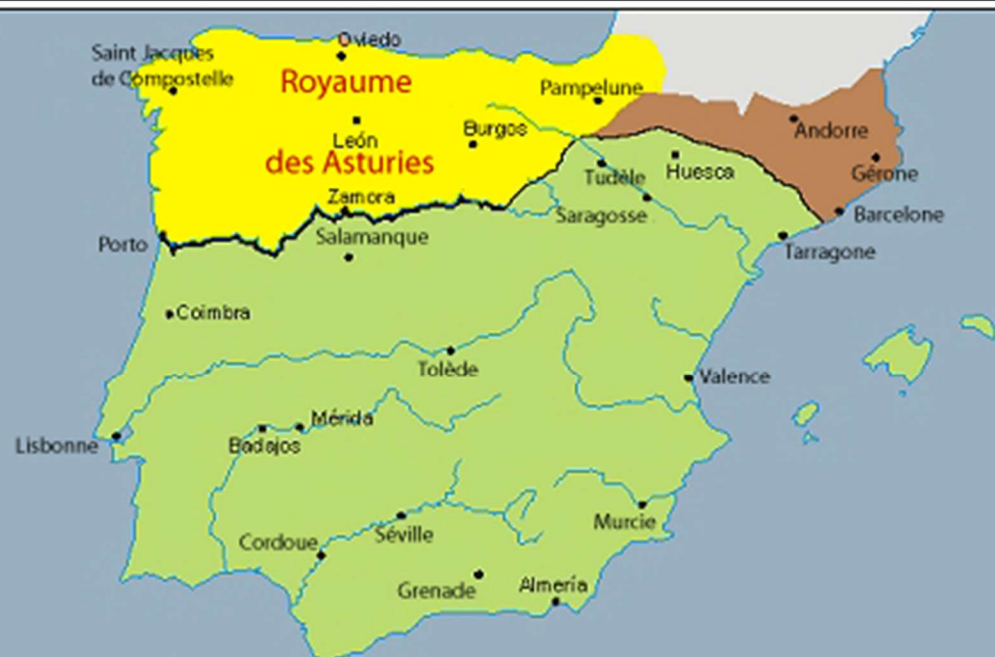 Oviedo
Saint Jacques
de Compostelle
Royaume
Pampelune
León
Burgos
Andorre
des Asturies
Tudèle
Huesca
Gérone
Zamora
Saragosse
Barcelone
Porto
Salamanque
Tarragone
Coimbra
Tolède
Valence
Mérida
Lisbonne
Badajos
Murcie
Séville
Cordoue
Grenade
Almería